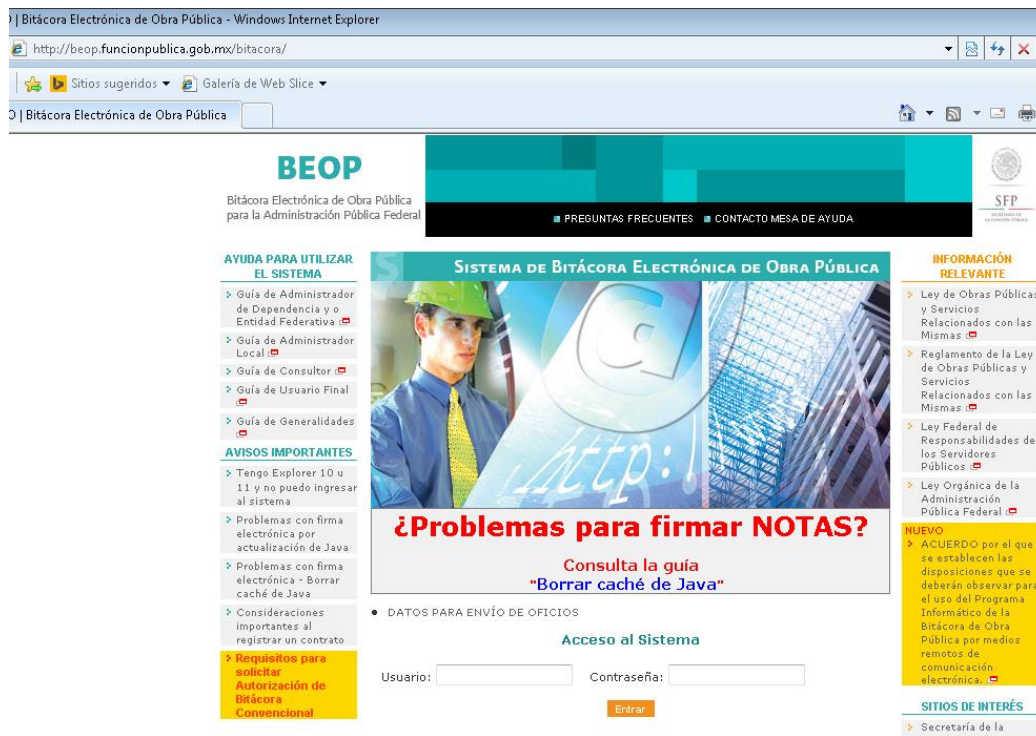 O | Bitácora Electrónica de Obra Pública - Windows Internet Explorer
http://beop.funcionpublica.gob.mx/bitacora/
Sitios sugeridos
Galería de Web Slice
O | Bitácora Electrónica de Obra Pública
BEOP
Bitácora Electrónica de Obra Pública
para la Administración Pública Federal
PREGUNTAS FRECUENTES
CONTACTO MESA DE AYUDA
SFP
AYUDA PARA UTILIZAR
EL SISTEMA
Guía de Administrador
de Dependencia y o
Entidad Federativa
Guía de Administrador
Local
Guía de Consultor
Guía de Usuario Final
Guía de Generalidades
AVISOS IMPORTANTES
Tengo Explorer 10 u
11 y no puedo ingresar
al sistema
Problemas con firma
electrónica por
actualización de Java
Problemas con firma
electrónica - Borrar
caché de Java
Consideraciones
importantes al
registrar un contrato
Requisitos para
solicitar
Autorización de
Bitácora
Convencional
SISTEMA DE BITÁCORA ELECTRÓNICA DE OBRA PÚBLICA
@
http:
¿Problemas para firmar NOTAS?
Consulta la guía
"Borrar caché de Java"
DATOS PARA ENVÍO DE OFICIOS
Acceso al Sistema
Usuario:
Contraseña:
Entrar
INFORMACIÓN
RELEVANTE
Ley de Obras Públicas
y Servicios
Relacionados con las
Mismas
Reglamento de la Ley
de Obras Públicas y
Servicios
Relacionados con las
Mismas
Ley Federal de
Responsabilidades de
los Servidores
Públicos
Ley Orgánica de la
Administración
Pública Federal
NUEVO
ACUERDO por el que
se establecen las
disposiciones que se
deberán observar para
el uso del Programa
Informático de la
Bitácora de Obra
Pública por medios
remotos de
comunicación
electrónica.
SITIOS DE INTERÉS
Secretaría de la